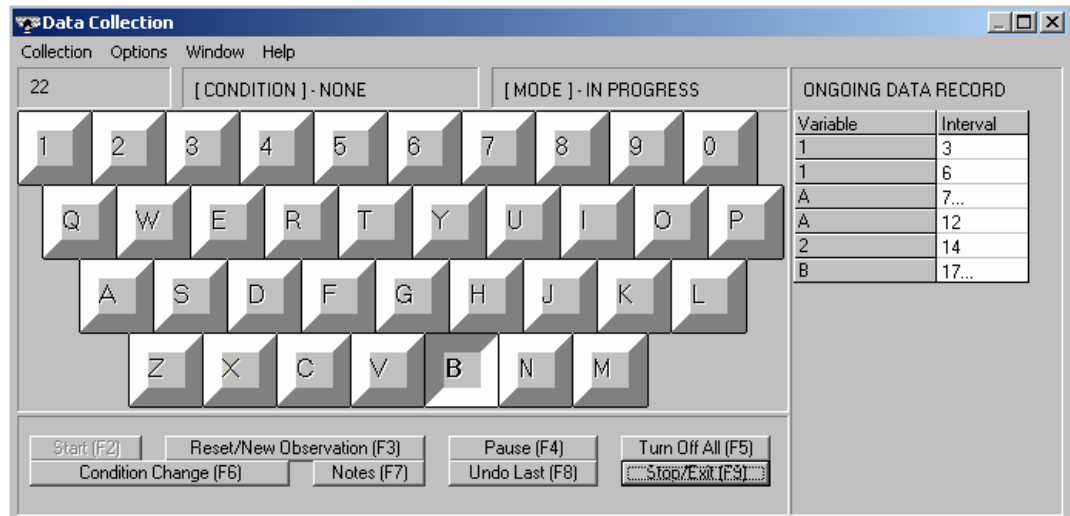 Data Collection
Collection Options Window Help
22 [ CONDITION ] - NONE [ MODE ] - IN PROGRESS ONGOING DATA RECORD
Variable Interval
1 3
1 6
A 7...
A 12
2 14
B 17...
1 2 3 4 5 6 7 8 9 0
Q W E R T Y U I O P
A S D F G H J K L
Z X C V B N M
Start (F2) Reset/New Observation (F3) Pause (F4) Turn Off All (F5)
Condition Change (F6) Notes (F7) Undo Last (F8) Stop/Exit (F9)